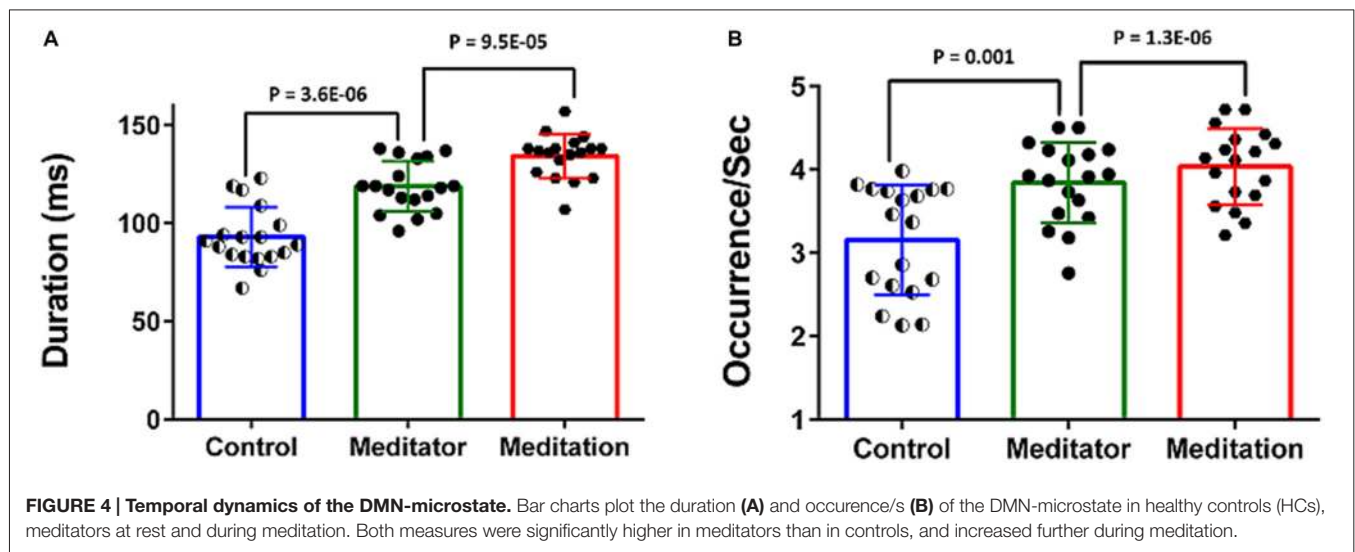 A
P = 9.5E-05
P = 3.6E-06
Duration (ms)
150
100
50
0
Control Meditator Meditation
B
P = 1.3E-06
P = 0.001
Occurrence/Sec
5
4
3
2
1
Control Meditator Meditation
FIGURE 4 | Temporal dynamics of the DMN-microstate. Bar charts plot the duration (A) and occurence/s (B) of the DMN-microstate in healthy controls (HCs),
meditators at rest and during meditation. Both measures were significantly higher in meditators than in controls, and increased further during meditation.